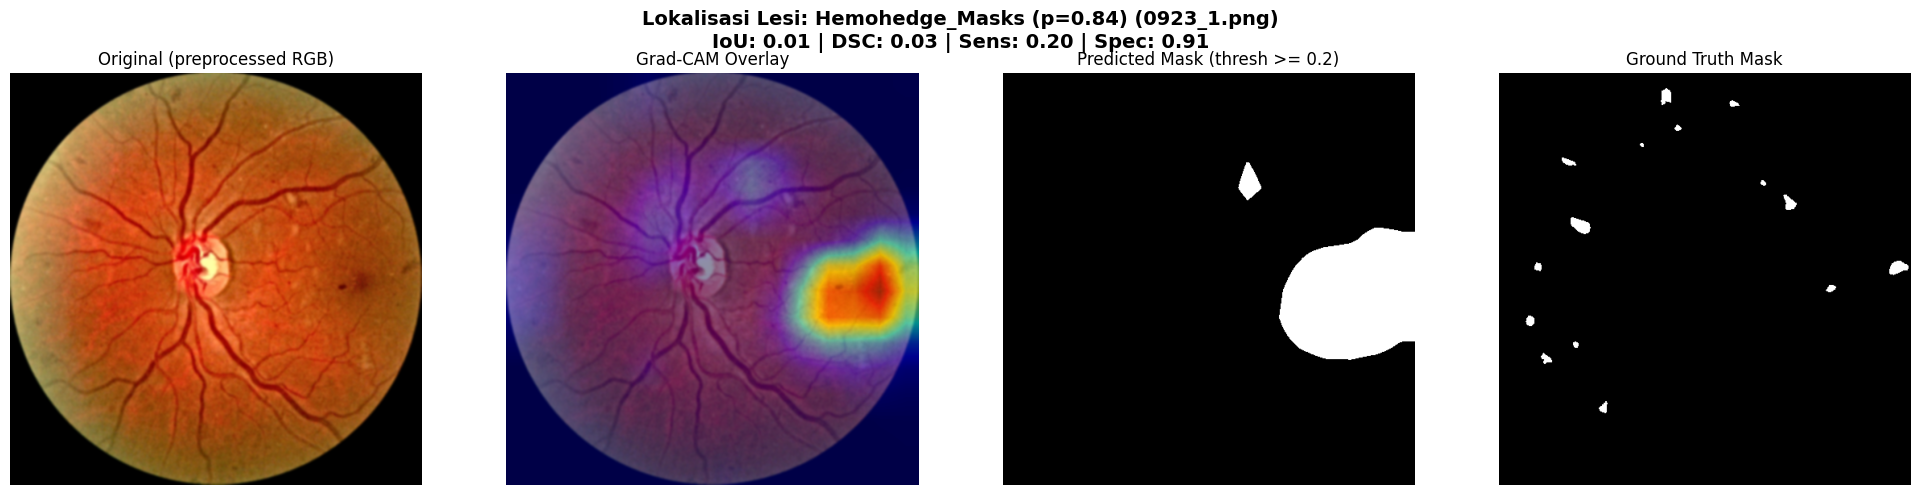 Lokalisasi Lesi: Hemohedge_Masks (p=0.84) (0923_1.png)
IoU: 0.01 | DSC: 0.03 | Sens: 0.20 | Spec: 0.91
Original (preprocessed RGB)
Grad-CAM Overlay
Predicted Mask (thresh >= 0.2)
Ground Truth Mask